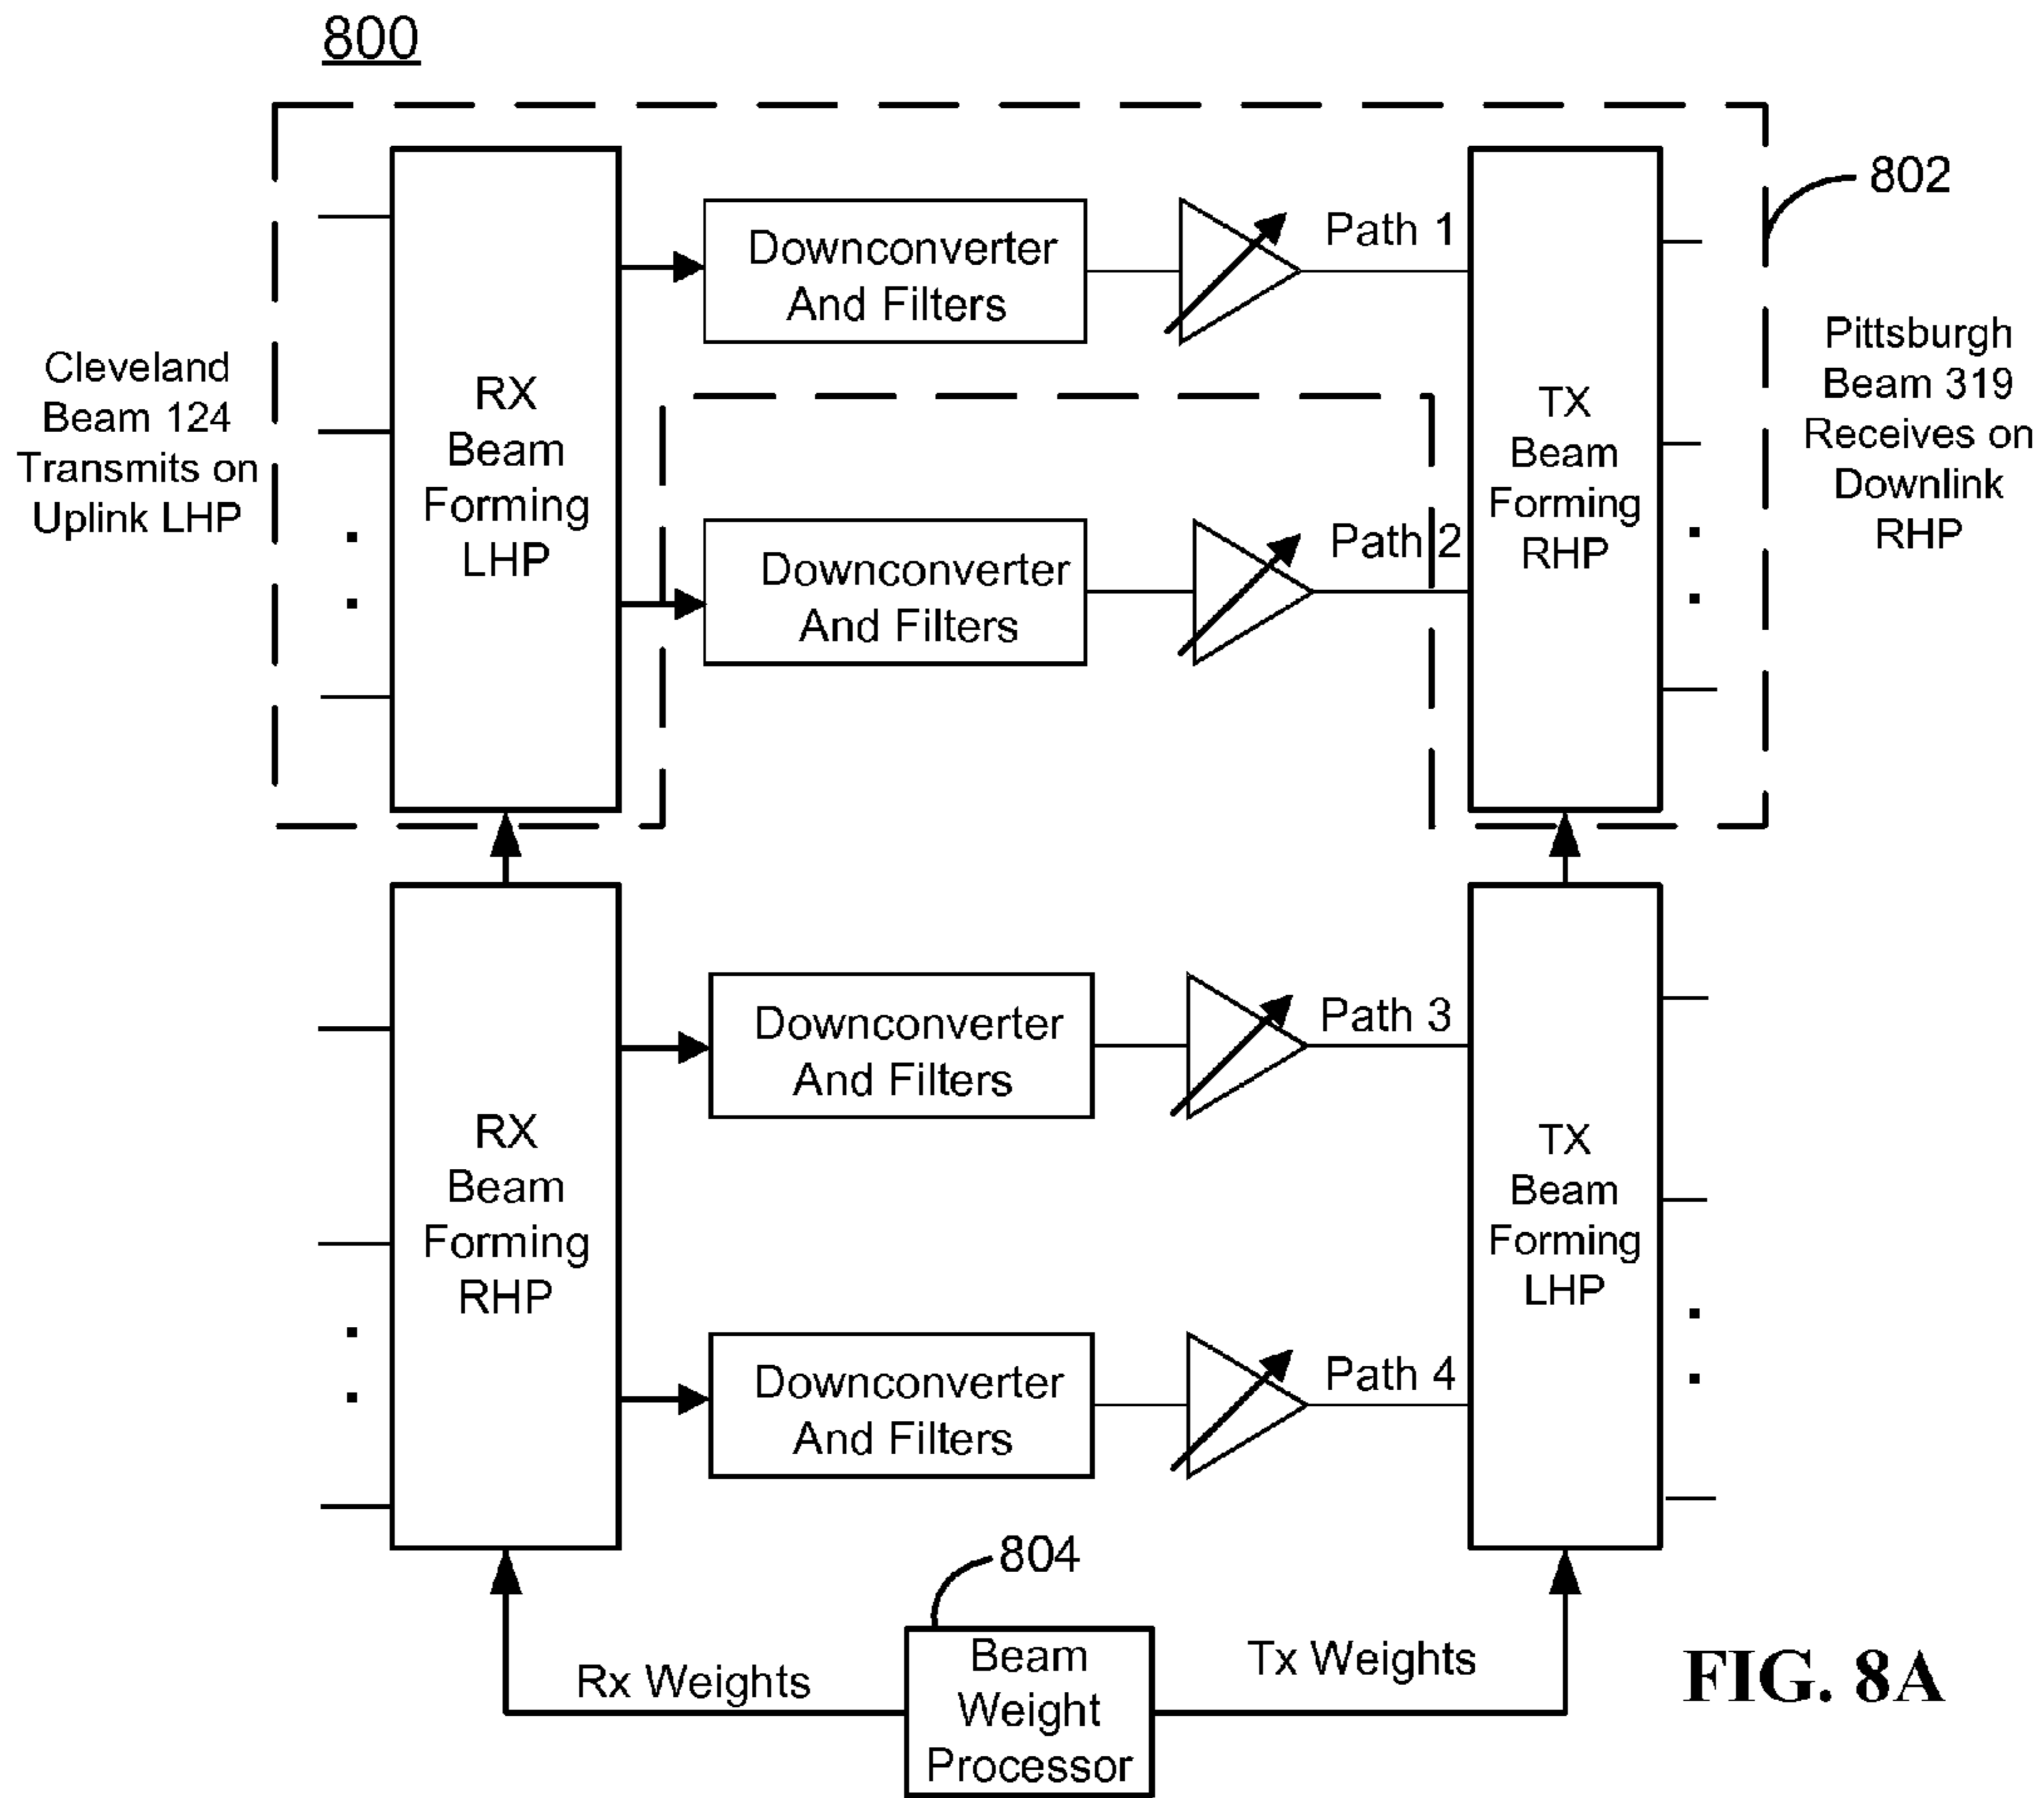 800
802
Cleveland
Beam 124
Transmits on
Uplink LHP
RX
Beam
Forming
LHP
Downconverter
And Filters
Path 1
Downconverter
And Filters
Path 2
TX
Beam
Forming
RHP
Pittsburgh
Beam 319
Receives on
Downlink
RHP
RX
Beam
Forming
RHP
Downconverter
And Filters
Path 3
Downconverter
And Filters
Path 4
TX
Beam
Forming
LHP
804
Rx Weights
Beam
Weight
Processor
Tx Weights
FIG. 8A